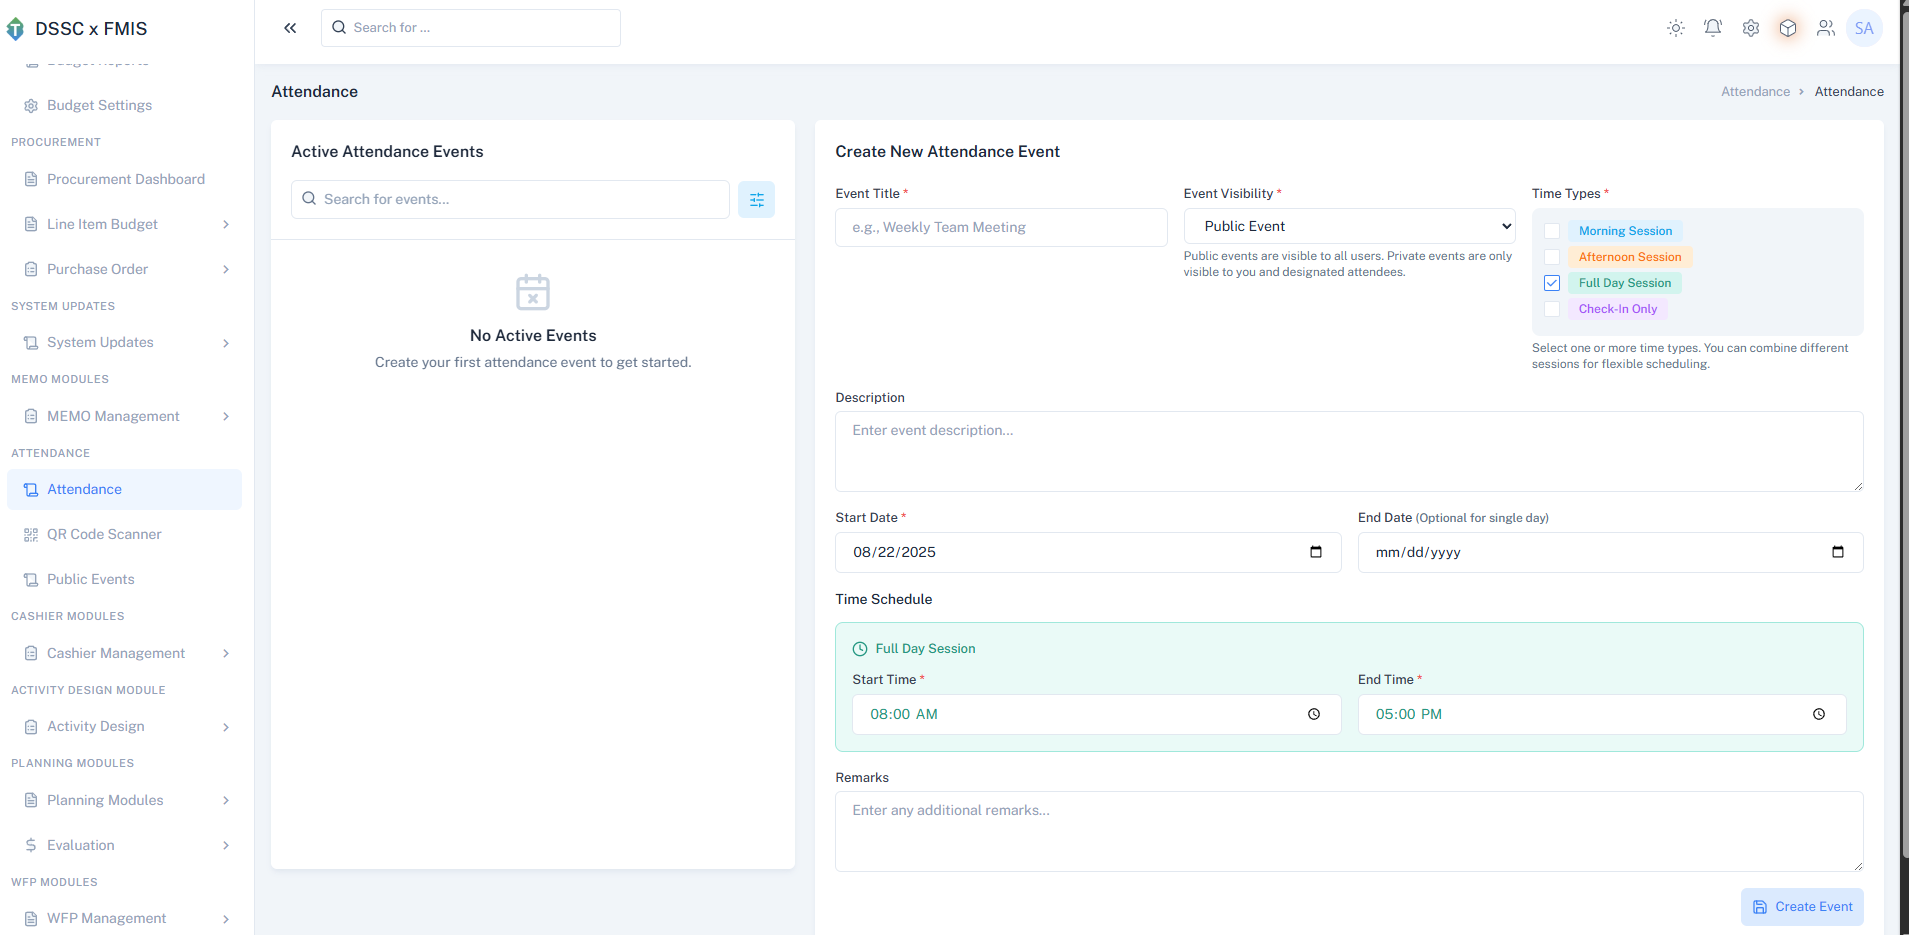 DSSC x FMIS
Search for ...
SA
Budget Settings
PROCUREMENT
Procurement Dashboard
Line Item Budget
Purchase Order
SYSTEM UPDATES
System Updates
MEMO MODULES
MEMO Management
ATTENDANCE
Attendance
QR Code Scanner
Public Events
CASHIER MODULES
Cashier Management
ACTIVITY DESIGN MODULE
Activity Design
PLANNING MODULES
Planning Modules
Evaluation
WFP MODULES
WFP Management
Attendance
Attendance > Attendance
Active Attendance Events
Search for events...
No Active Events
Create your first attendance event to get started.
Create New Attendance Event
Event Title *
e.g., Weekly Team Meeting
Event Visibility *
Public Event
Public events are visible to all users. Private events are only
visible to you and designated attendees.
Time Types *
Morning Session
Afternoon Session
Full Day Session
Check-In Only
Select one or more time types. You can combine different
sessions for flexible scheduling.
Description
Enter event description...
Start Date *
08/22/2025
End Date (Optional for single day)
mm/dd/yyyy
Time Schedule
Full Day Session
Start Time *
08:00 AM
End Time *
05:00 PM
Remarks
Enter any additional remarks...
Create Event